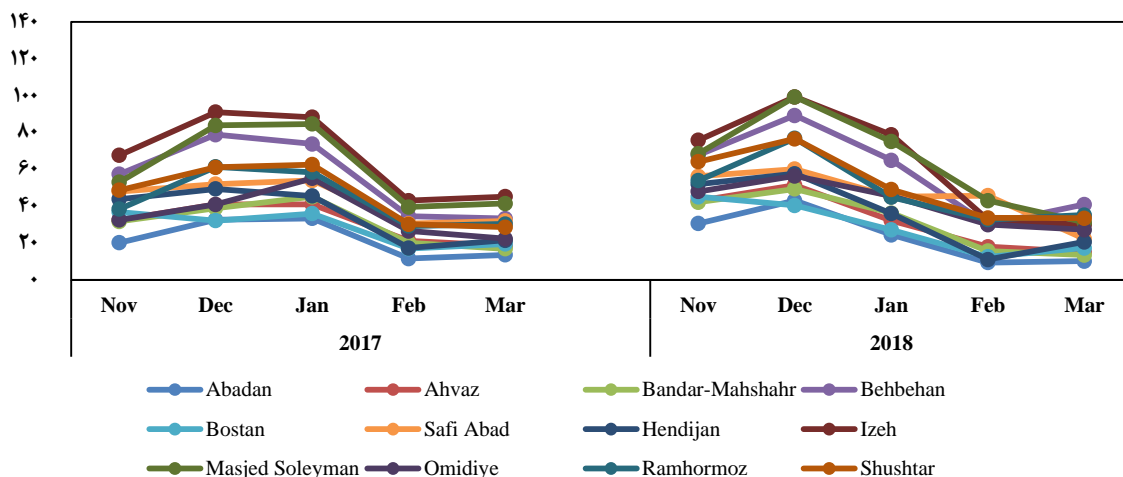 ۱۴۰
۱۲۰
۱۰۰
۸۰
۶۰
۴۰
۲۰
۰
Nov Dec Jan Feb Mar Nov Dec Jan Feb Mar
2017 2018
Abadan Ahvaz Bandar-Mahshahr Behbehan
Bostan Safi Abad Hendijan Izeh
Masjed Soleyman Omidiye Ramhormoz Shushtar